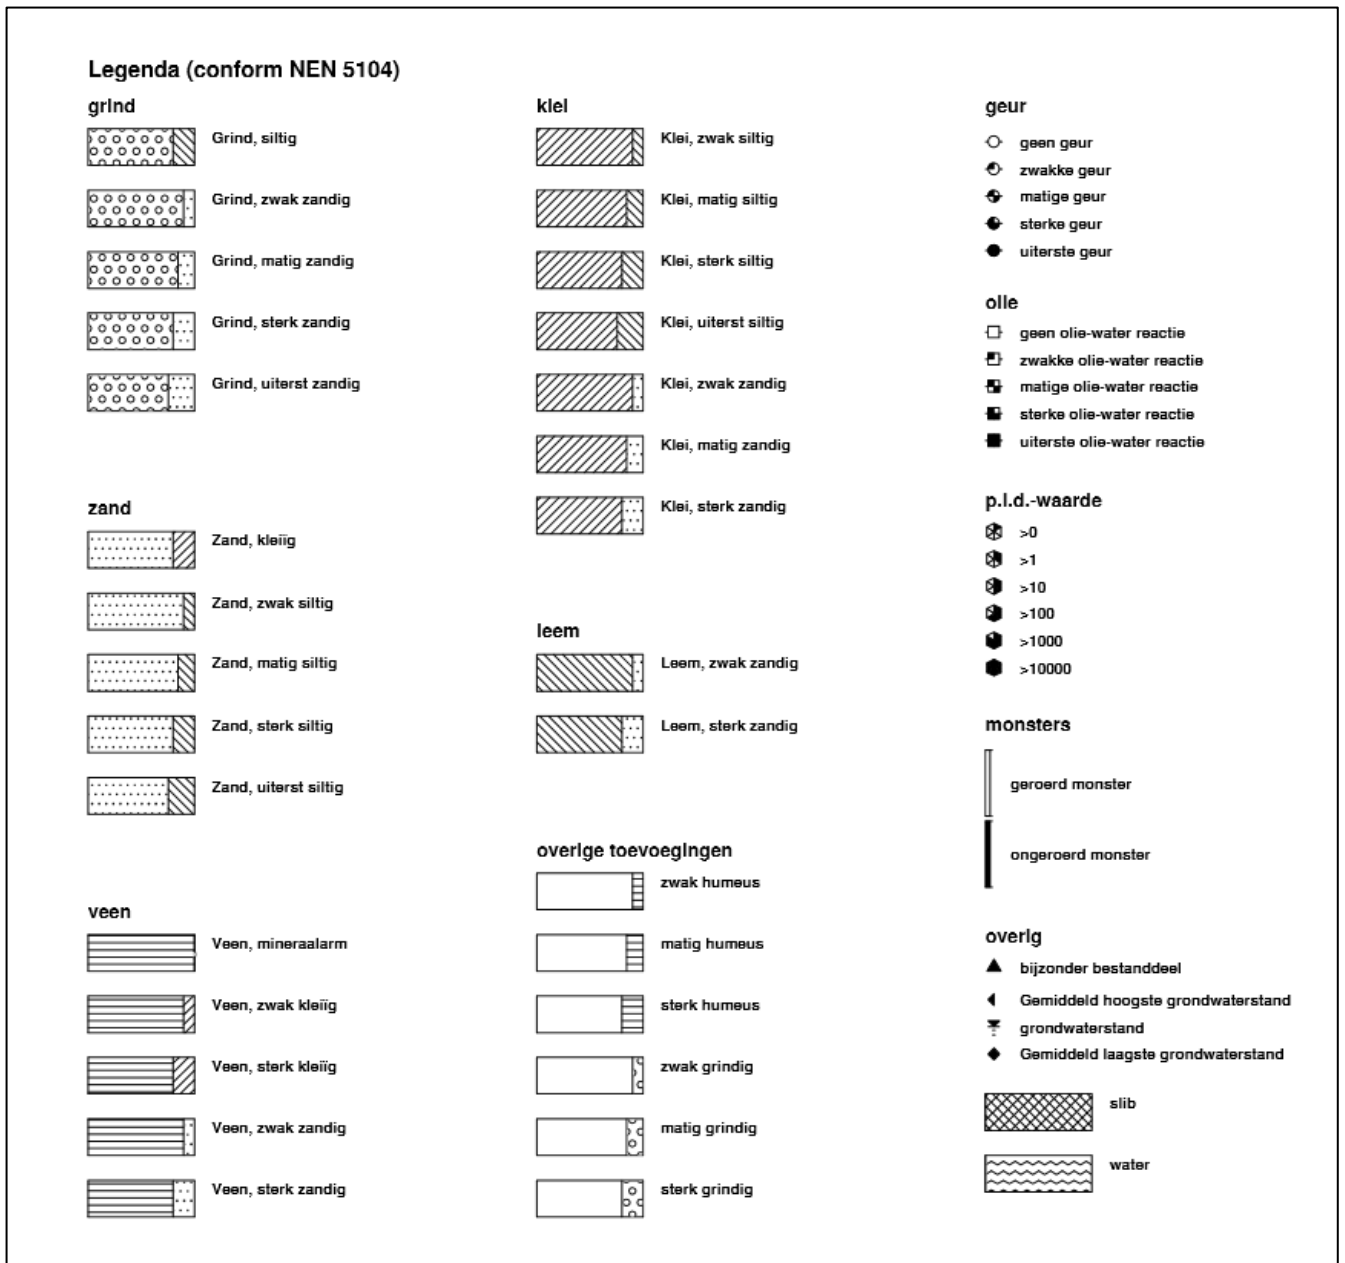 Legenda (conform NEN 5104)
grind
Grind, siltig
Grind, zwak zandig
Grind, matig zandig
Grind, sterk zandig
Grind, uiterst zandig
zand
Zand, kleiïg
Zand, zwak siltig
Zand, matig siltig
Zand, sterk siltig
Zand, uiterst siltig
veen
Veen, mineraalarm
Veen, zwak kleiïg
Veen, sterk kleiïg
Veen, zwak zandig
Veen, sterk zandig
klei
Klei, zwak siltig
Klei, matig siltig
Klei, sterk siltig
Klei, uiterst siltig
Klei, zwak zandig
Klei, matig zandig
Klei, sterk zandig
leem
Leem, zwak zandig
Leem, sterk zandig
overige toevoegingen
zwak humeus
matig humeus
sterk humeus
zwak grindig
matig grindig
sterk grindig
geur
geen geur
zwakke geur
matige geur
sterke geur
uiterste geur
olie
geen olie-water reactie
zwakke olie-water reactie
matige olie-water reactie
sterke olie-water reactie
uiterste olie-water reactie
p.i.d.-waarde
>0
>1
>10
>100
>1000
>10000
monsters
geroerd monster
ongeroerd monster
overig
bijzonder bestanddeel
Gemiddeld hoogste grondwaterstand
grondwaterstand
Gemiddeld laagste grondwaterstand
slib
water